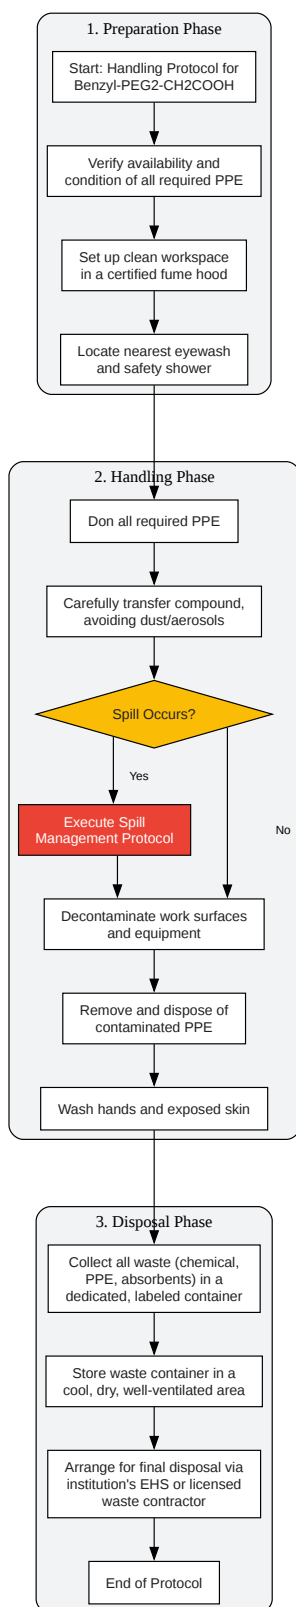 1. Preparation Phase
Start: Handling Protocol for
Benzyl-PEG2-CH2COOH
Verify availability and
condition of all required PPE
Set up clean workspace
in a certified fume hood
Locate nearest eyewash
and safety shower
2. Handling Phase
Don all required PPE
Carefully transfer compound,
avoiding dust/aerosols
Spill Occurs?
Yes
Execute Spill
Management Protocol
No
Decontaminate work surfaces
and equipment
Remove and dispose of
contaminated PPE
Wash hands and exposed skin
3. Disposal Phase
Collect all waste (chemical,
PPE, absorbents) in a
dedicated, labeled container
Store waste container in a
cool, dry, well-ventilated area
Arrange for final disposal via
institution's EHS or licensed
waste contractor
End of Protocol